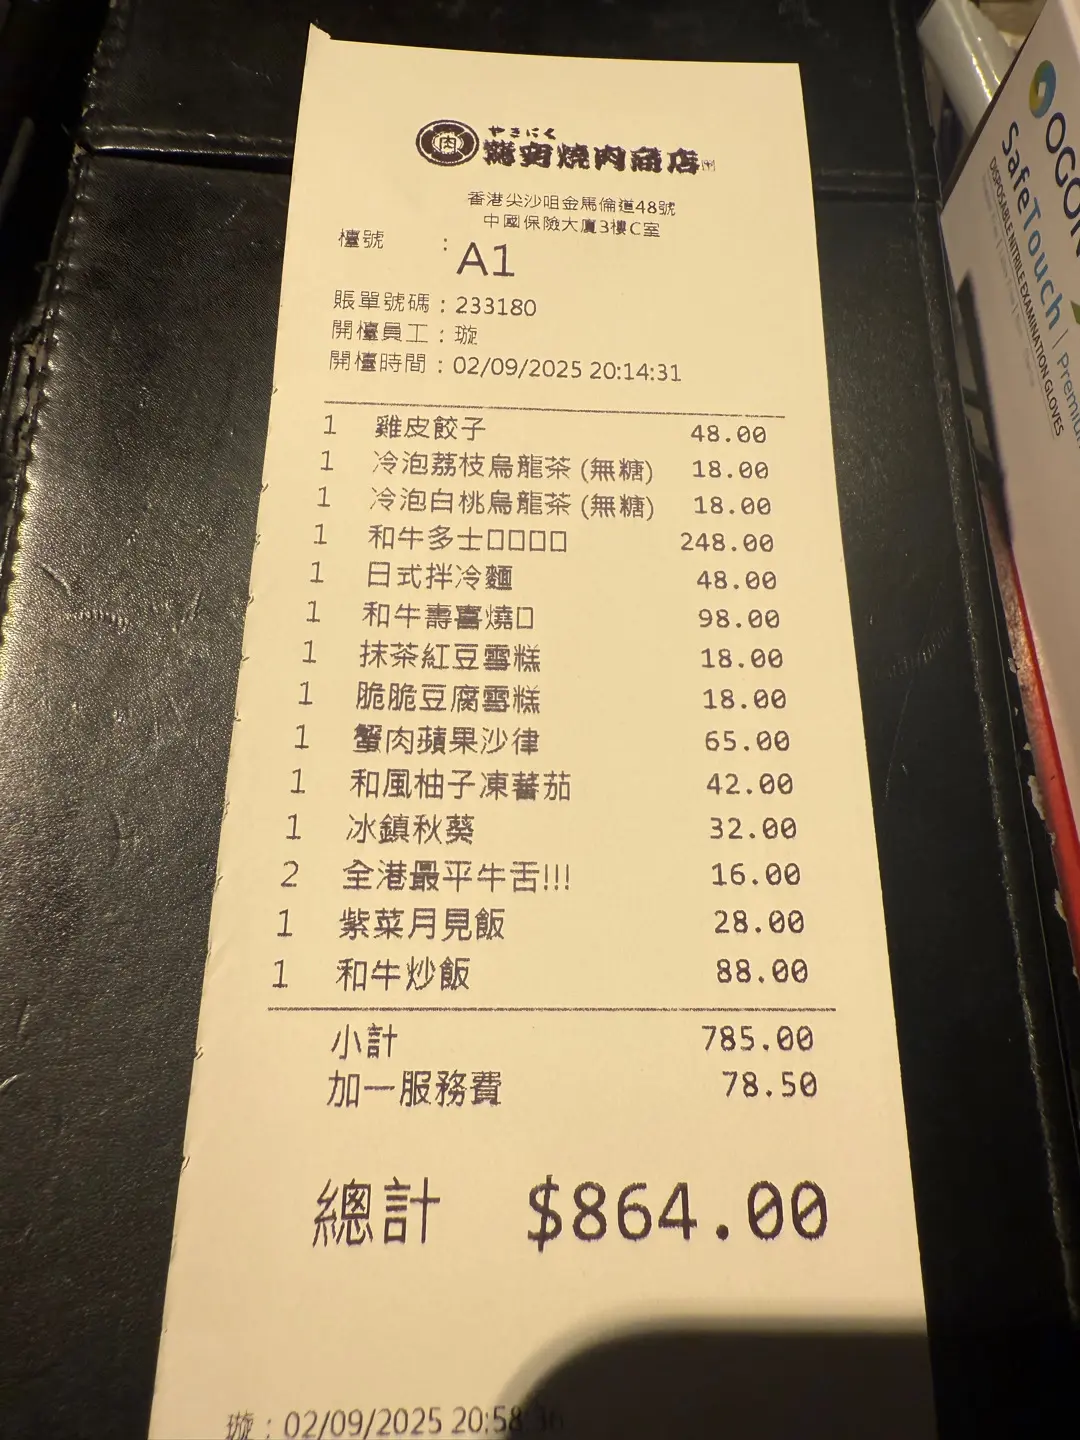 肉
やきにく
燒肉商店
香港尖沙咀金馬倫道48號
中國保險大廈3樓C室
檯號 : A1
賬單號碼 : 233180
開檯員工 : 璇
開檯時間 : 02/09/2025 20:14:31
1 雞皮餃子 48.00
1 冷泡荔枝烏龍茶 (無糖) 18.00
1 冷泡白桃烏龍茶 (無糖) 18.00
1 和牛多士□□□□ 248.00
1 日式拌冷麵 48.00
1 和牛壽喜燒□ 98.00
1 抹茶紅豆雪糕 18.00
1 脆脆豆腐雪糕 18.00
1 蟹肉蘋果沙律 65.00
1 和風柚子凍蕃茄 42.00
1 冰鎮秋葵 32.00
2 全港最平牛舌!!! 16.00
1 紫菜月見飯 28.00
1 和牛炒飯 88.00
小計 785.00
加一服務費 78.50
總計 $864.00
璇 : 02/09/2025 20:58
OGON
SafeTouch | Premiu
DISPOSABLE NITRILE EXAMINATION GLOVES